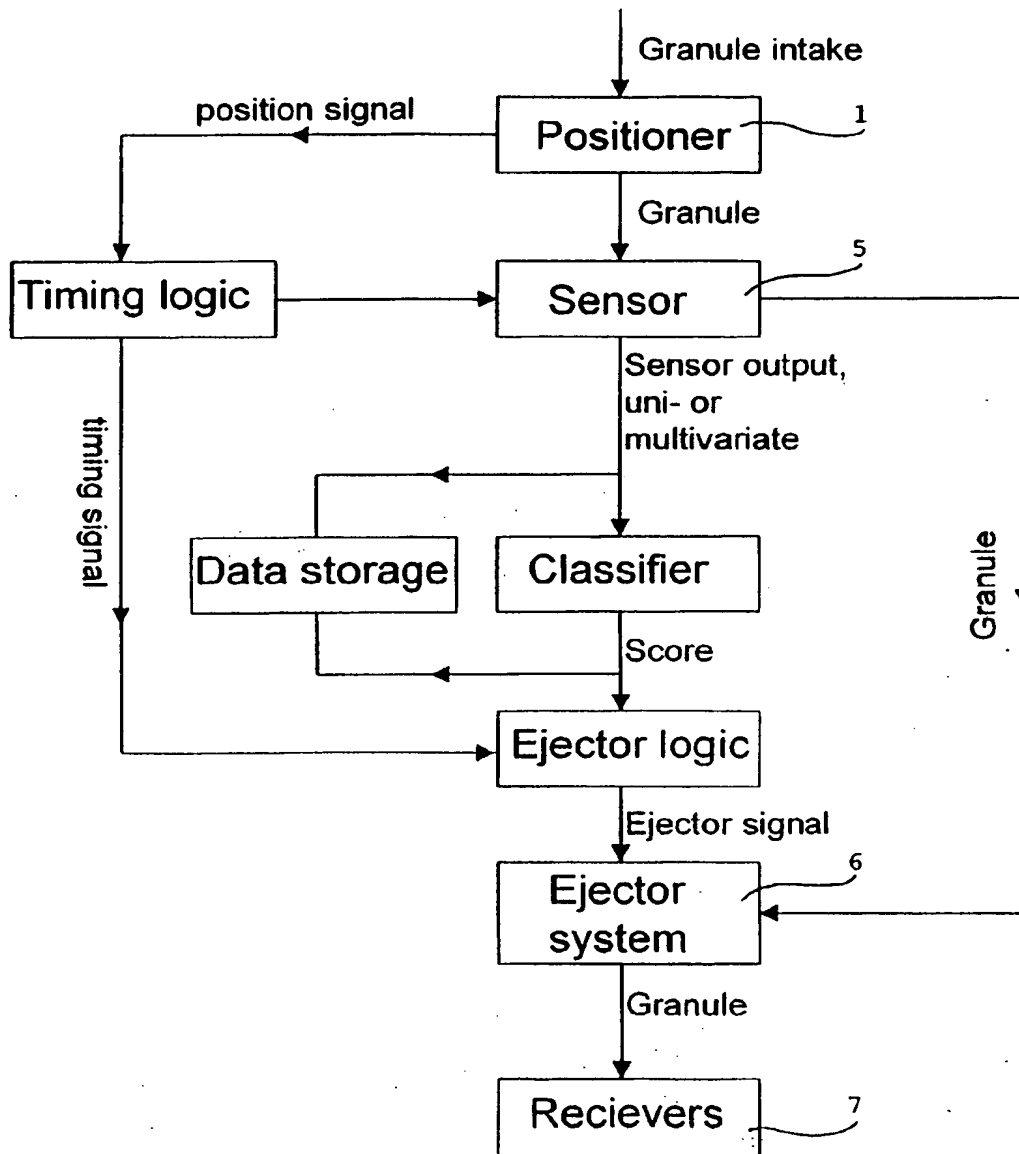 Granule intake
position signal
Positioner
1
Granule
5
Timing logic
Sensor
Sensor output,
uni- or
multivariate
timing signal
Data storage
Classifier
Granule
Score
Ejector logic
Ejector signal
6
Ejector
system
Granule
Recievers
7